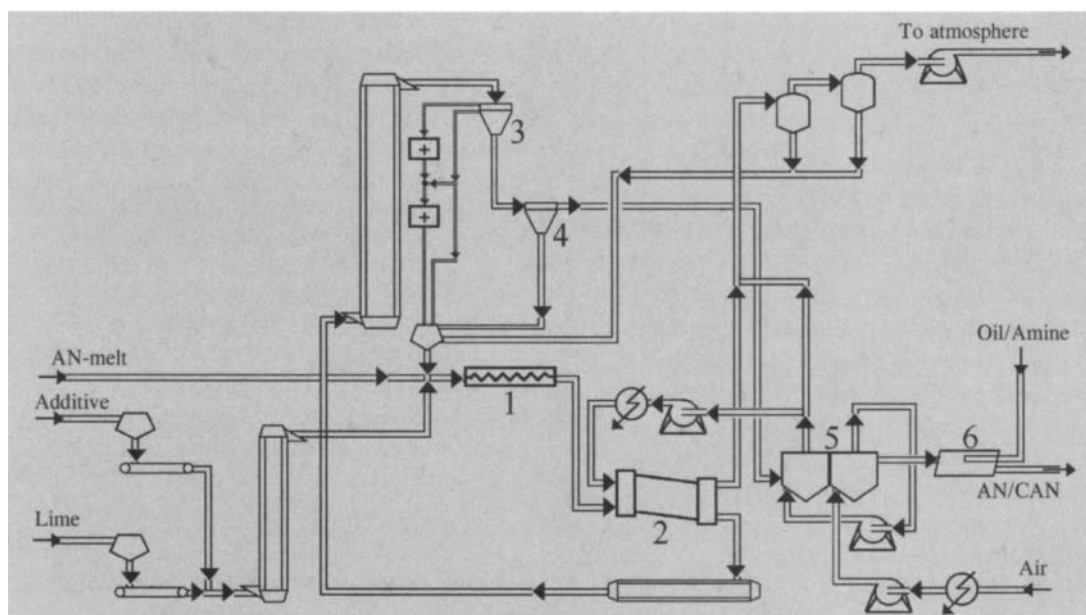 To atmosphere
3
4
Oil/Amine
AN-melt
1
Additive
5
6
AN/CAN
Lime
2
Air